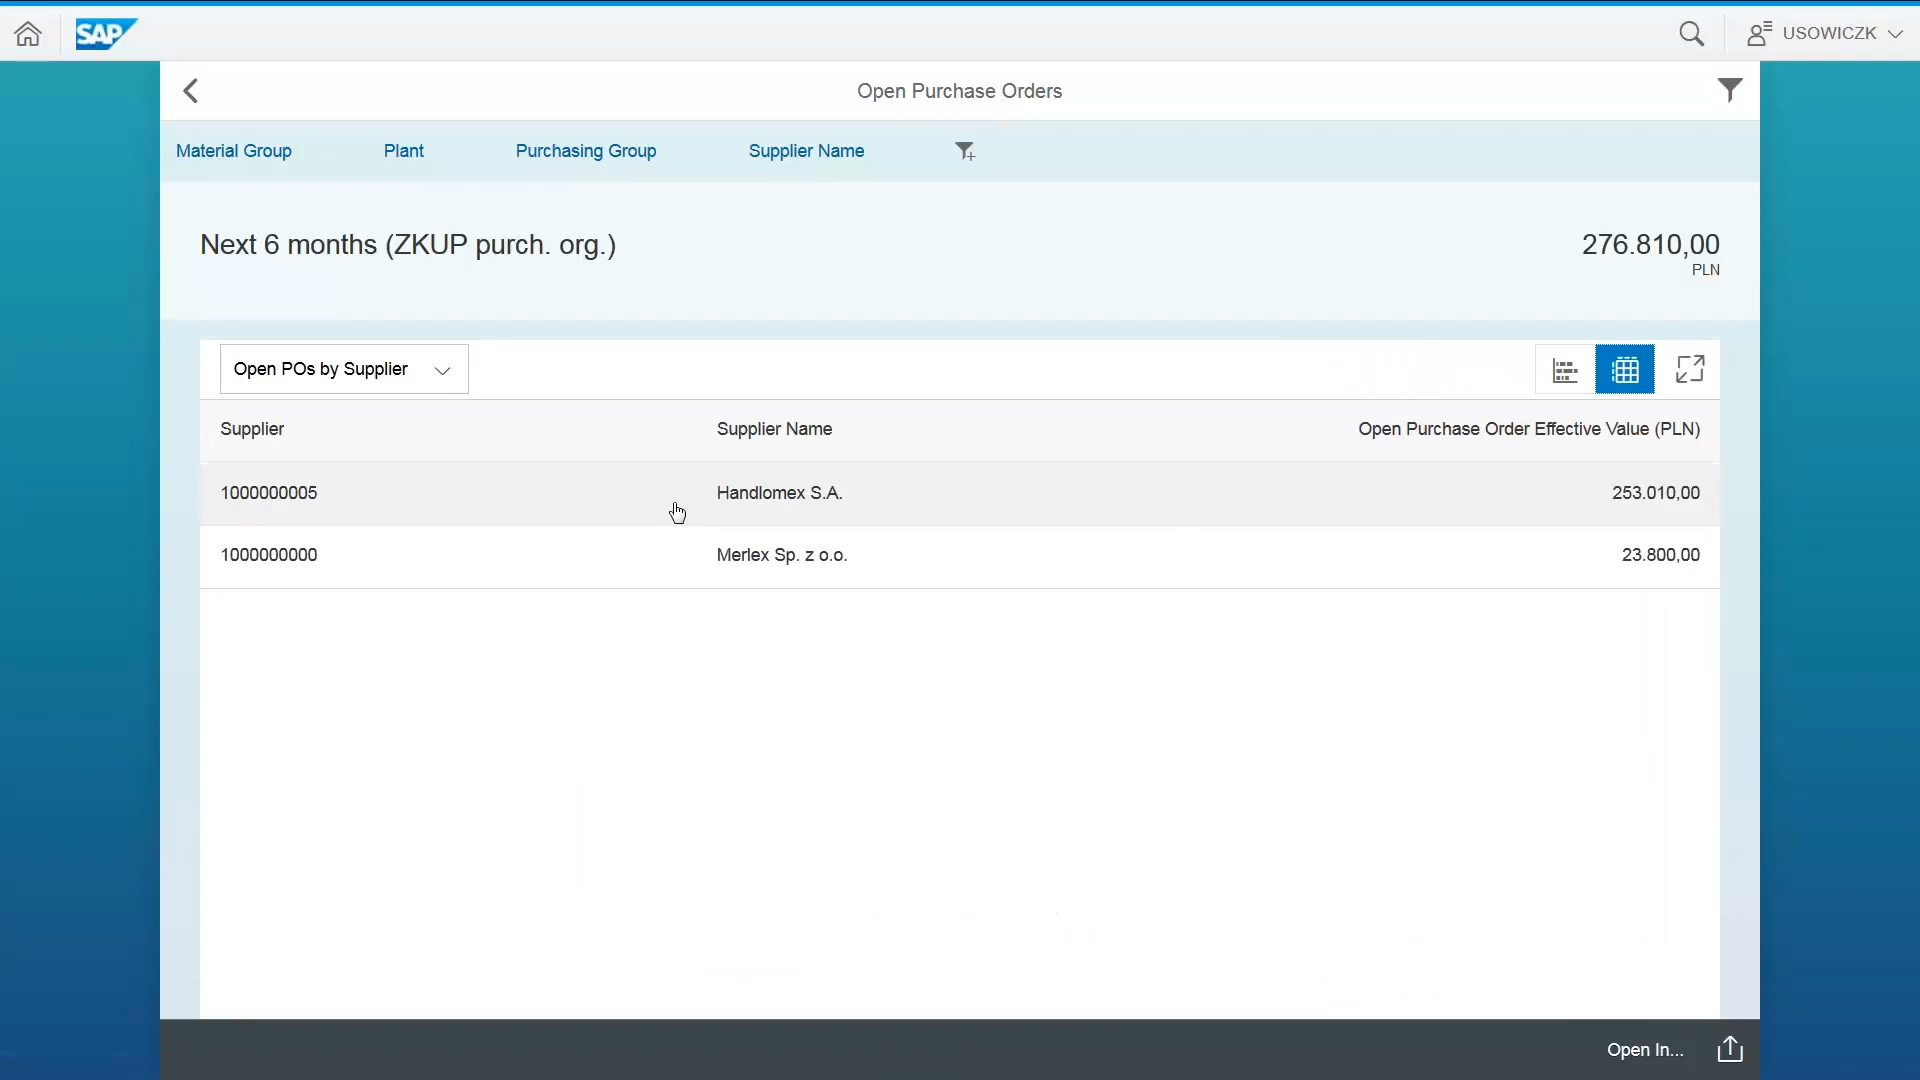 SAP
USOWICZK
Open Purchase Orders
Material Group Plant Purchasing Group Supplier Name
Next 6 months (ZKUP purch. org.) 276.810,00
PLN
Open POs by Supplier
Supplier Supplier Name Open Purchase Order Effective Value (PLN)
1000000005 Handlomex S.A. 253.010,00
1000000000 Merlex Sp. z o.o. 23.800,00
Open In...